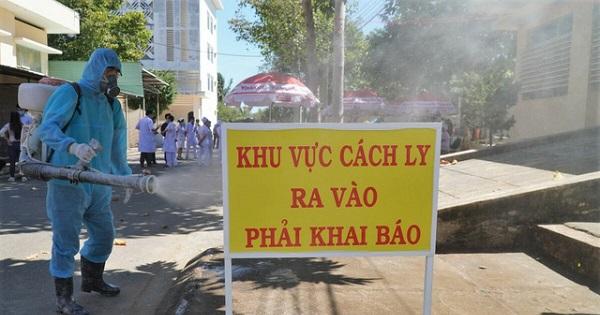 KHU VỰC CÁCH LY
RA VÀO
PHẢI KHAI BÁO